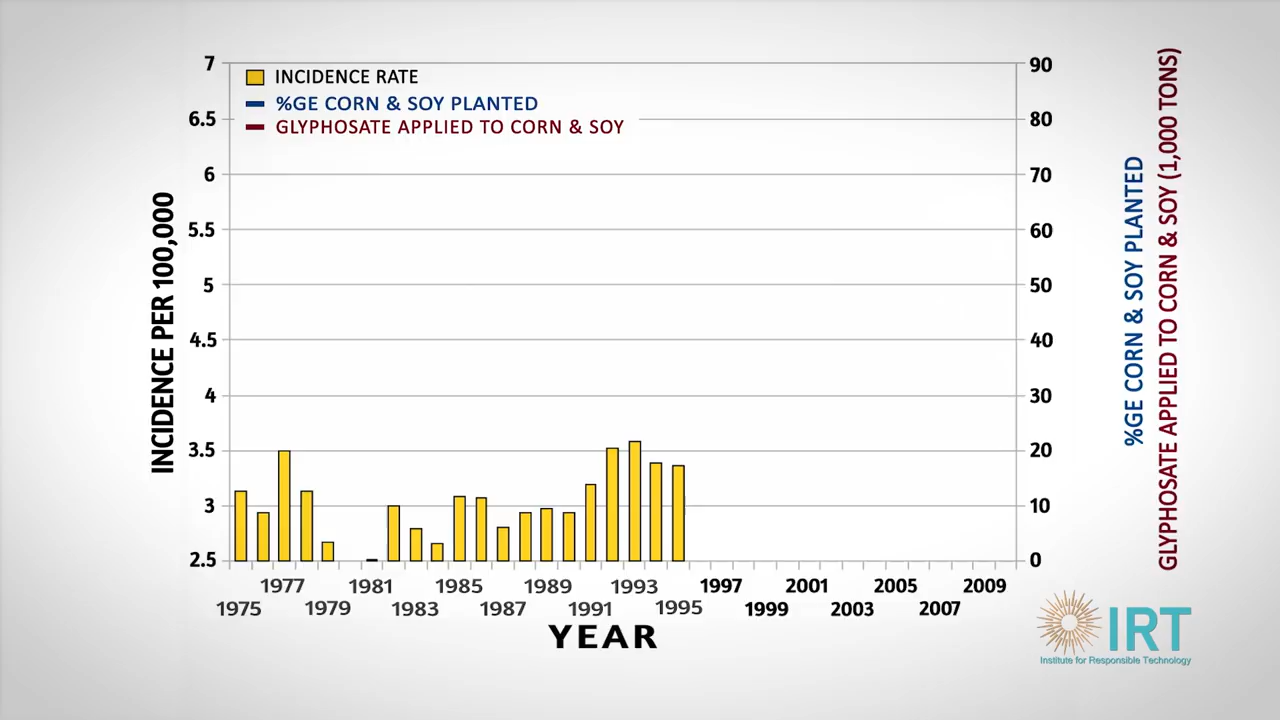 INCIDENCE RATE
%GE CORN & SOY PLANTED
GLYPHOSATE APPLIED TO CORN & SOY
INCIDENCE PER 100,000
7
6.5
6
5.5
5
4.5
4
3.5
3
2.5
90
80
70
60
50
40
30
20
10
0
%GE CORN & SOY PLANTED
GLYPHOSATE APPLIED TO CORN & SOY (1,000 TONS)
1977 1981 1985 1989 1993 1997 2001 2005 2009
1975 1979 1983 1987 1991 1995 1999 2003 2007
YEAR
IRT
Institute for Responsible Technology